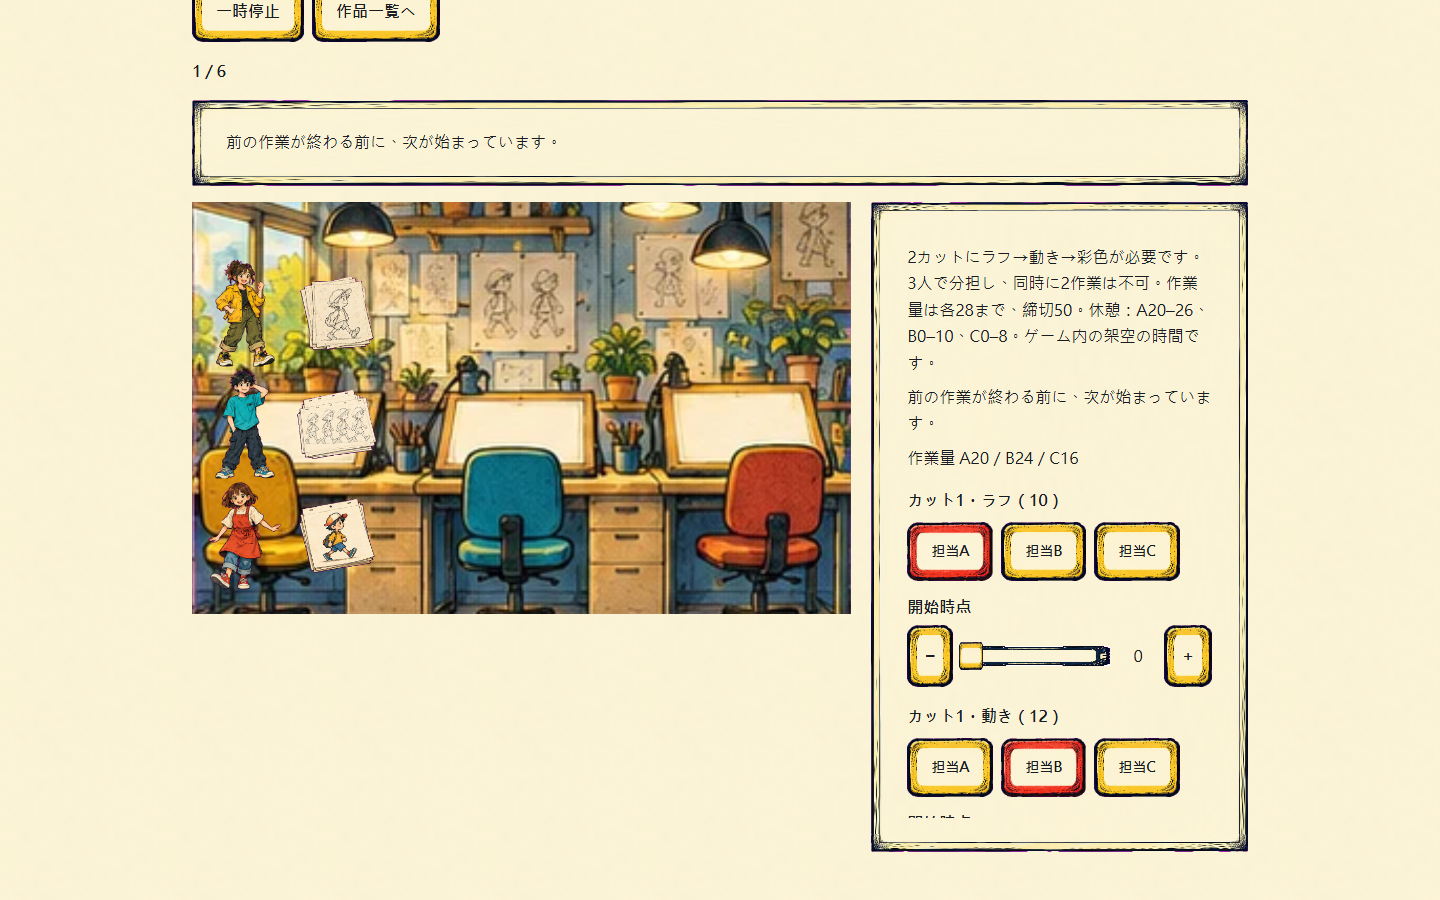 一時停止
作品一覧へ
1 / 6
前の作業が終わる前に、次が始まっています。
2カットにラフ→動き→彩色が必要です。
3人で分担し、同時に2作業は不可。作業
量は各28まで、締切50。休憩：A20–26、
B0–10、C0–8。ゲーム内の架空の時間で
す。
前の作業が終わる前に、次が始まっていま
す。
作業量 A20 / B24 / C16
カット1・ラフ（10）
担当A
担当B
担当C
開始時点
−
0
+
カット1・動き（12）
担当A
担当B
担当C